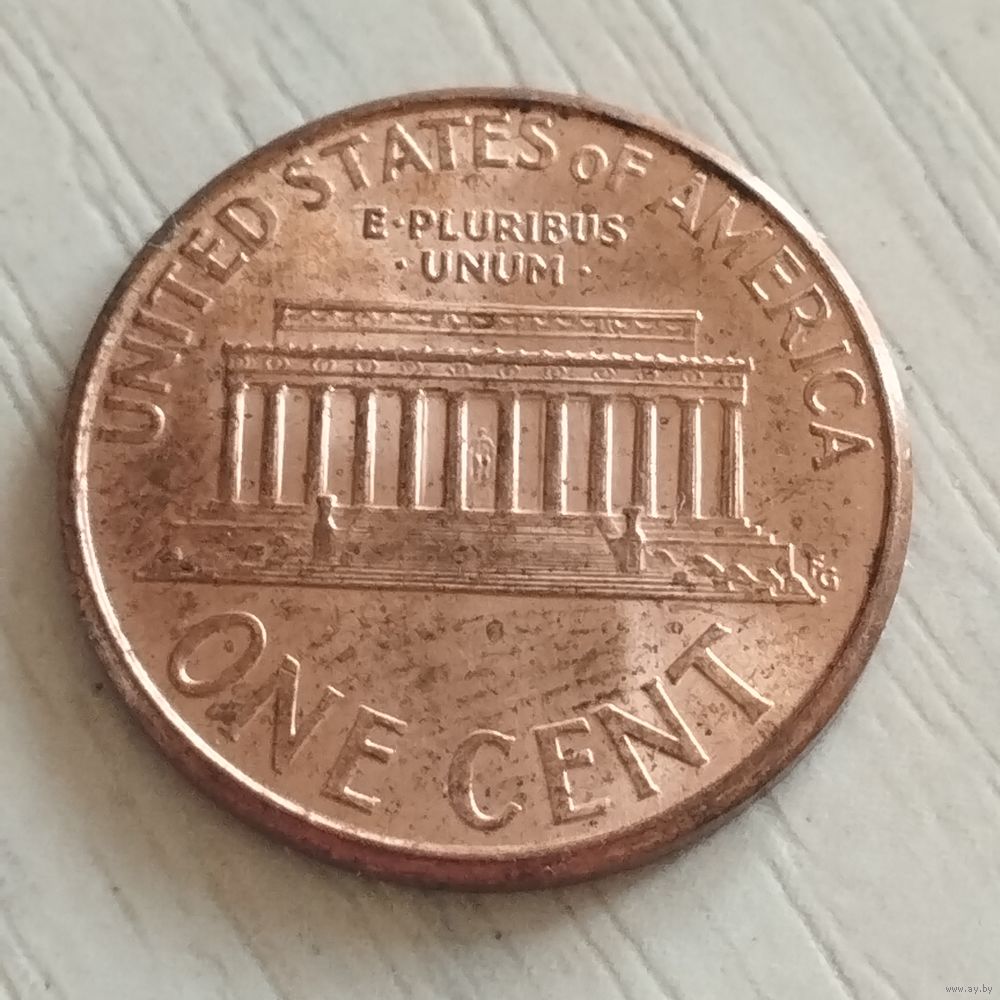 UNITED STATES OF AMERICA
E·PLURIBUS
·UNUM·
FG
ONE CENT
www.ay.by